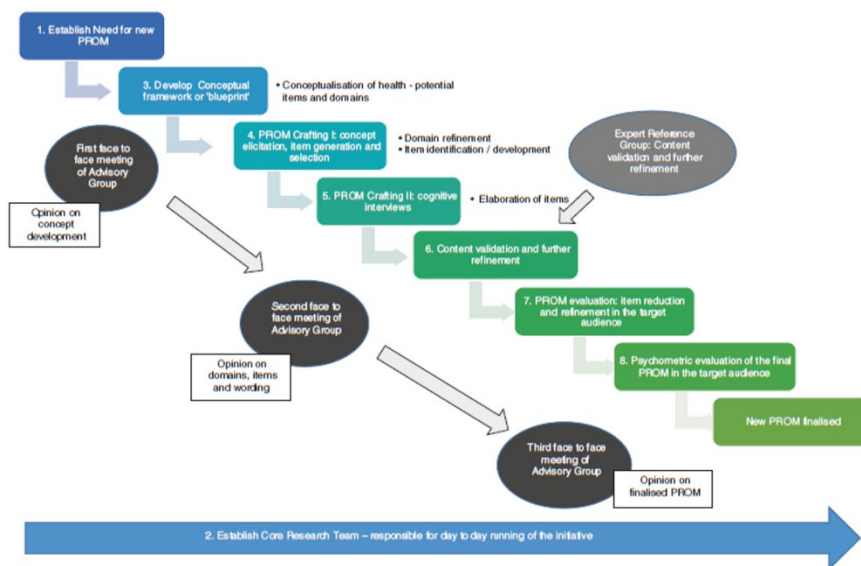 1. Establish Need for new
PROM
3. Develop Conceptual
framework or 'blueprint'
• Conceptualisation of health - potential
items and domains
4. PROM Crafting I: concept
elicitation, item generation and
selection
• Domain refinement
• Item identification / development
Expert Reference
Group: Content
validation and further
refinement
First face to
face meeting
of Advisory
Group
Opinion on
concept
development
5. PROM Crafting II: cognitive
interviews
• Elaboration of items
6. Content validation and further
refinement
Second face to
face meeting of
Advisory Group
Opinion on
domains, items
and wording
7. PROM evaluation: item reduction
and refinement in the target
audience
8. Psychometric evaluation of the final
PROM in the target audience
New PROM finalised
Third face to face
meeting of
Advisory Group
Opinion on
finalised PROM
2. Establish Core Research Team – responsible for day to day running of the initiative